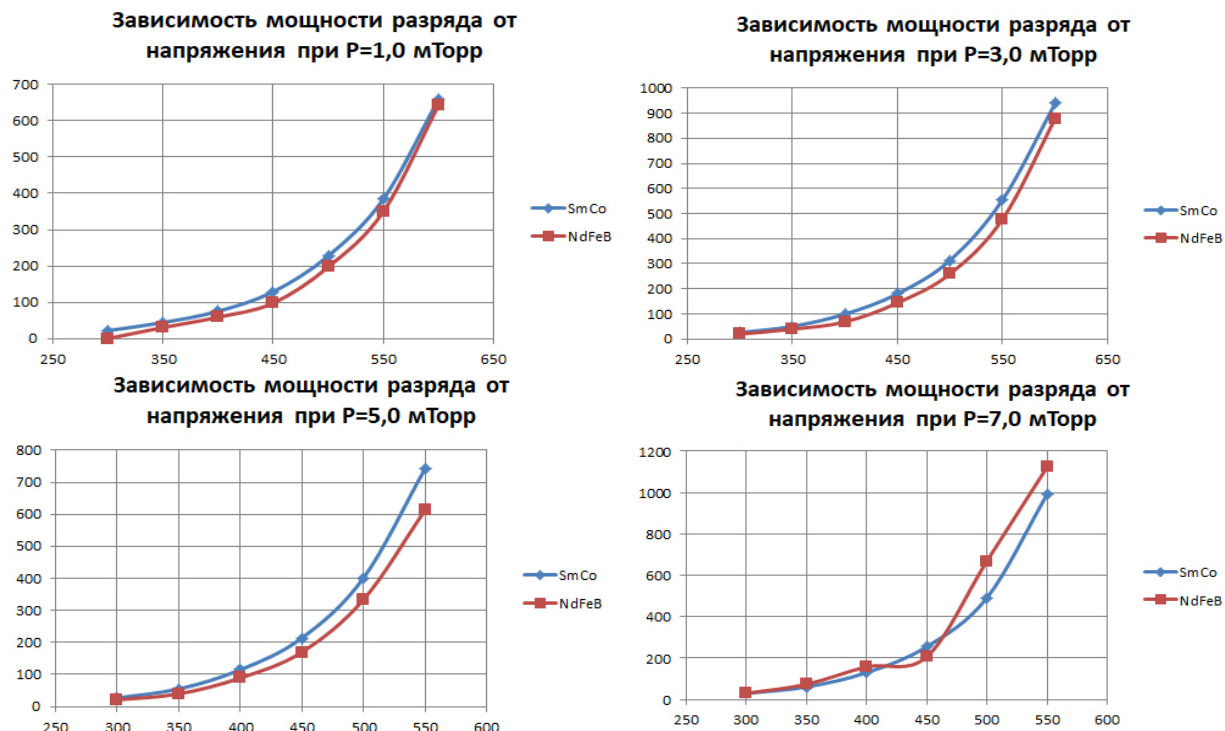 Зависимость мощности разряда от
напряжения при P=1,0 мТорр
700
600
500
400
300
200
100
0
250 350 450 550 650
SmCo
NdFeB
Зависимость мощности разряда от
напряжения при P=3,0 мТорр
1000
900
800
700
600
500
400
300
200
100
0
250 350 450 550 650
SmCo
NdFeB
Зависимость мощности разряда от
напряжения при P=5,0 мТорр
800
700
600
500
400
300
200
100
0
250 300 350 400 450 500 550 600
SmCo
NdFeB
Зависимость мощности разряда от
напряжения при P=7,0 мТорр
1200
1000
800
600
400
200
0
250 300 350 400 450 500 550 600
SmCo
NdFeB